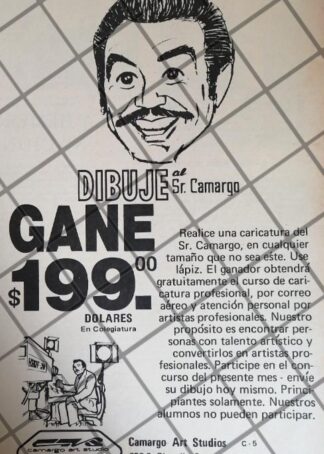 DIBUJE al
Sr. Camargo
GANE
$199.00
DOLARES
En Colegiatura
Realice una caricatura del
Sr. Camargo, en cualquier
tamaño que no sea este. Use
lápiz. El ganador obtendrá
gratuitamente el curso de cari-
catura profesional, por correo
aéreo y atención personal por
artistas profesionales. Nuestro
propósito es encontrar per-
sonas con talento artístico y
convertirlos en artistas pro-
fesionales. Participe en el con-
curso del presente mes - envíe
su dibujo hoy mismo. Princi-
piantes solamente. Nuestros
alumnos no pueden participar.
camargo art studio
Camargo Art Studios C-5